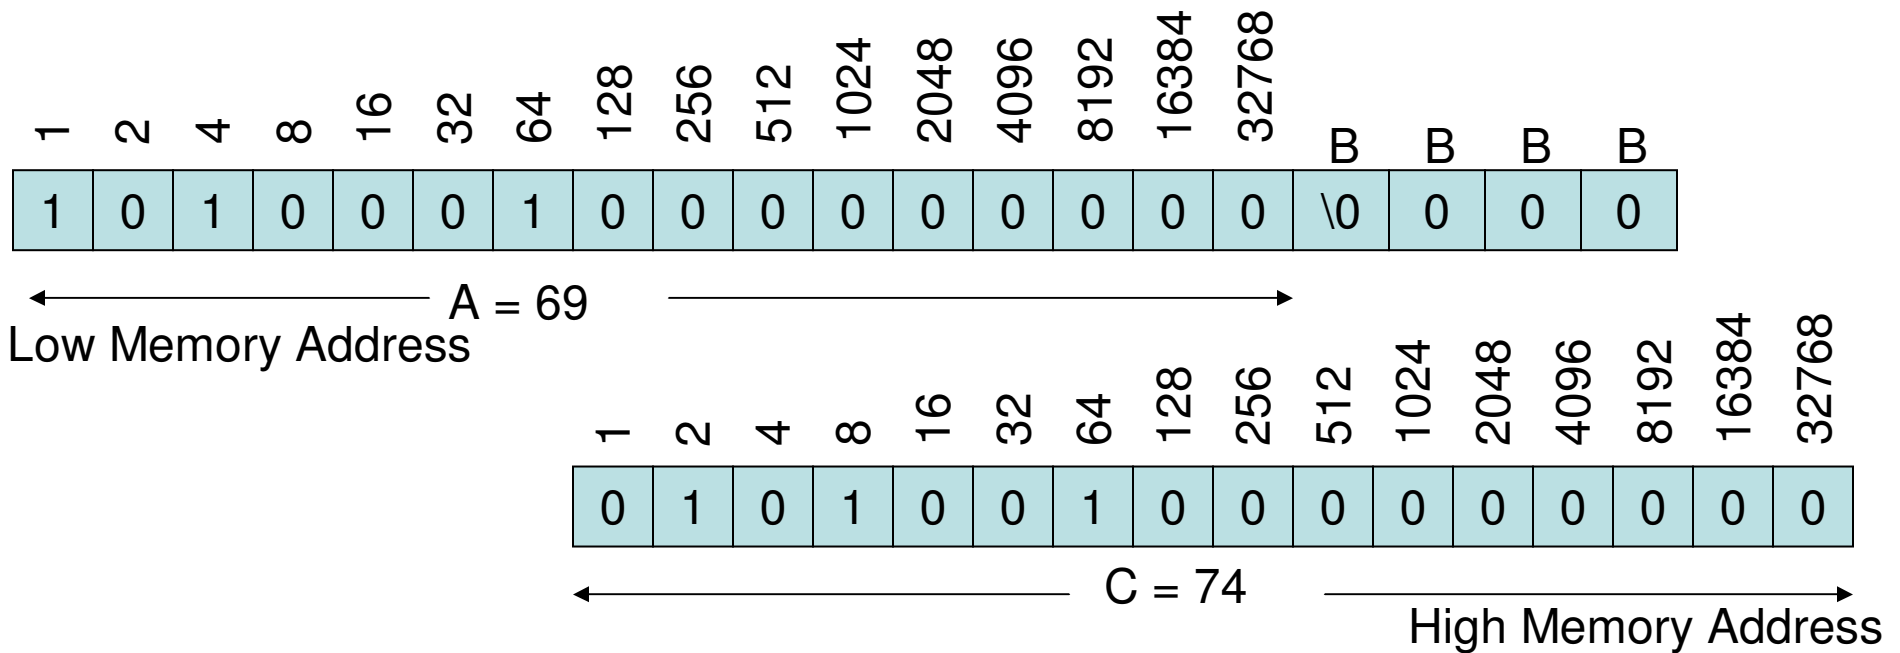 1 2 4 8 16 32 64 128 256 512 1024 2048 4096 8192 16384 32768 B B B B
1 0 1 0 0 0 1 0 0 0 0 0 0 0 0 0 \0 0 0 0
A = 69
Low Memory Address
1 2 4 8 16 32 64 128 256 512 1024 2048 4096 8192 16384 32768
0 1 0 1 0 0 1 0 0 0 0 0 0 0 0 0
C = 74
High Memory Address